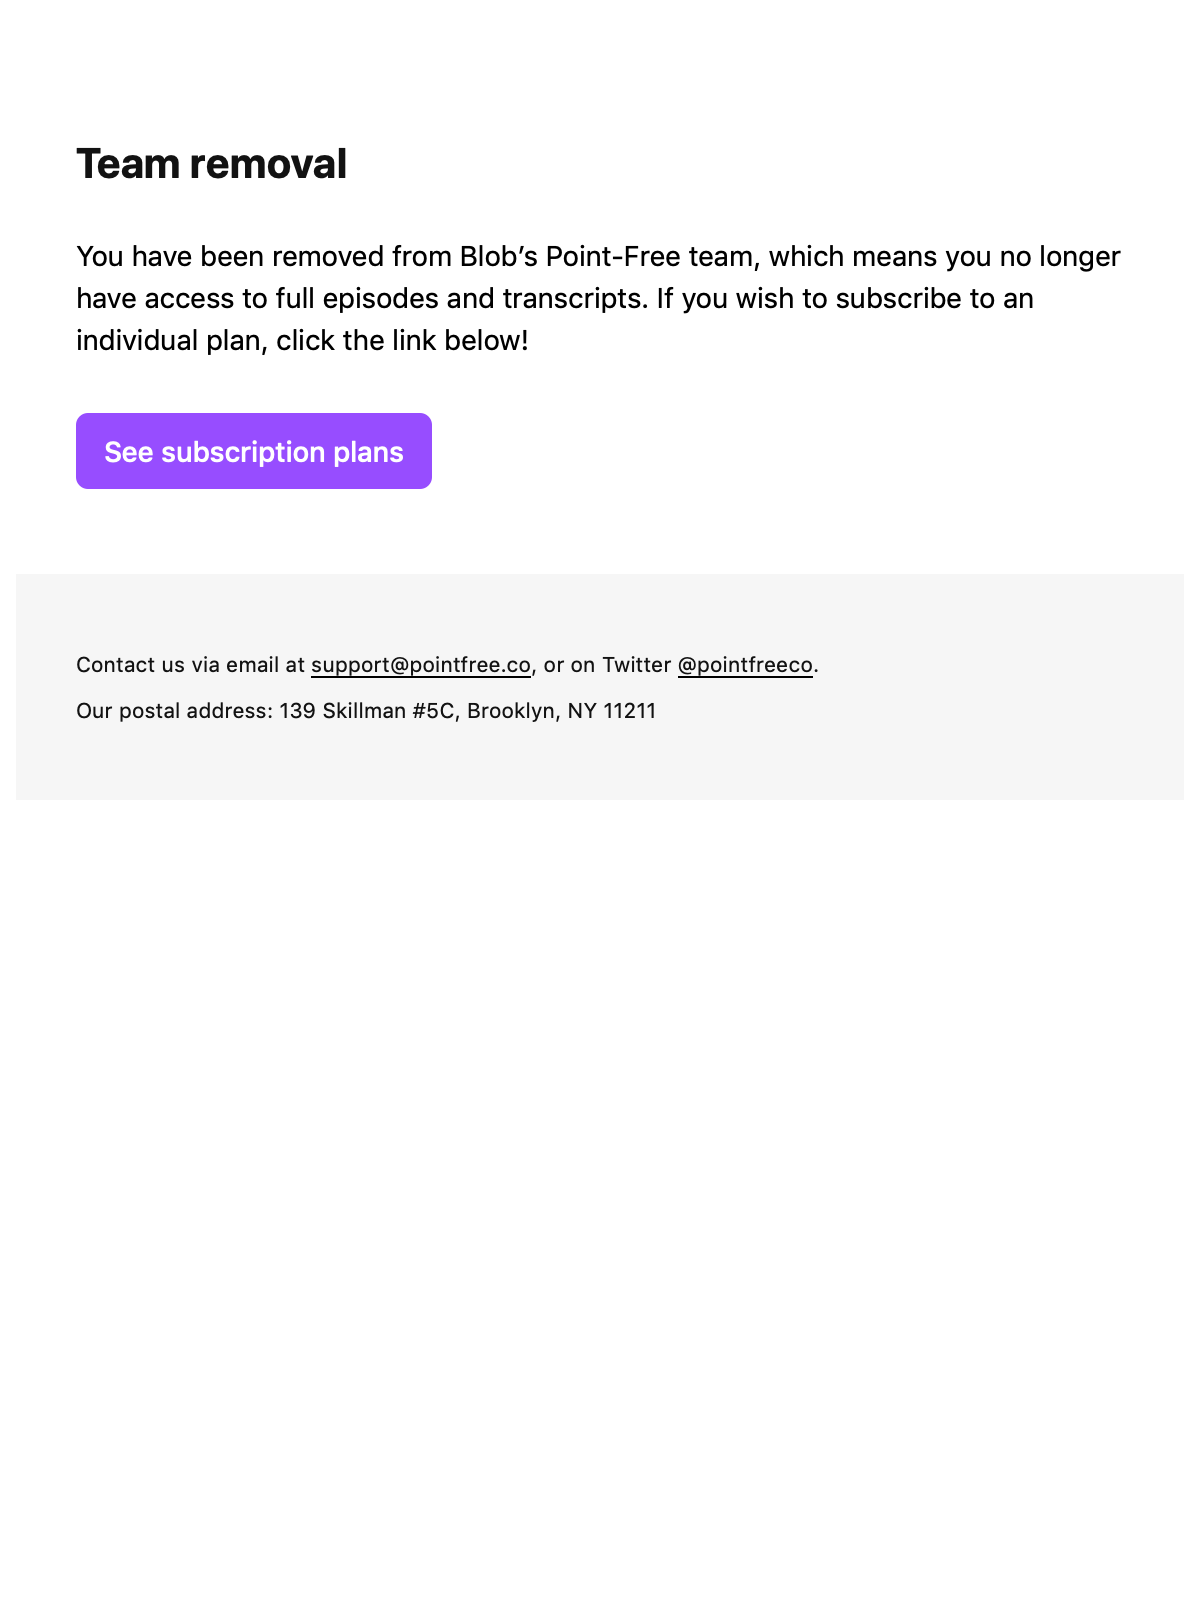 Team removal
You have been removed from Blob’s Point-Free team, which means you no longer
have access to full episodes and transcripts. If you wish to subscribe to an
individual plan, click the link below!
See subscription plans
Contact us via email at support@pointfree.co, or on Twitter @pointfreeco.
Our postal address: 139 Skillman #5C, Brooklyn, NY 11211